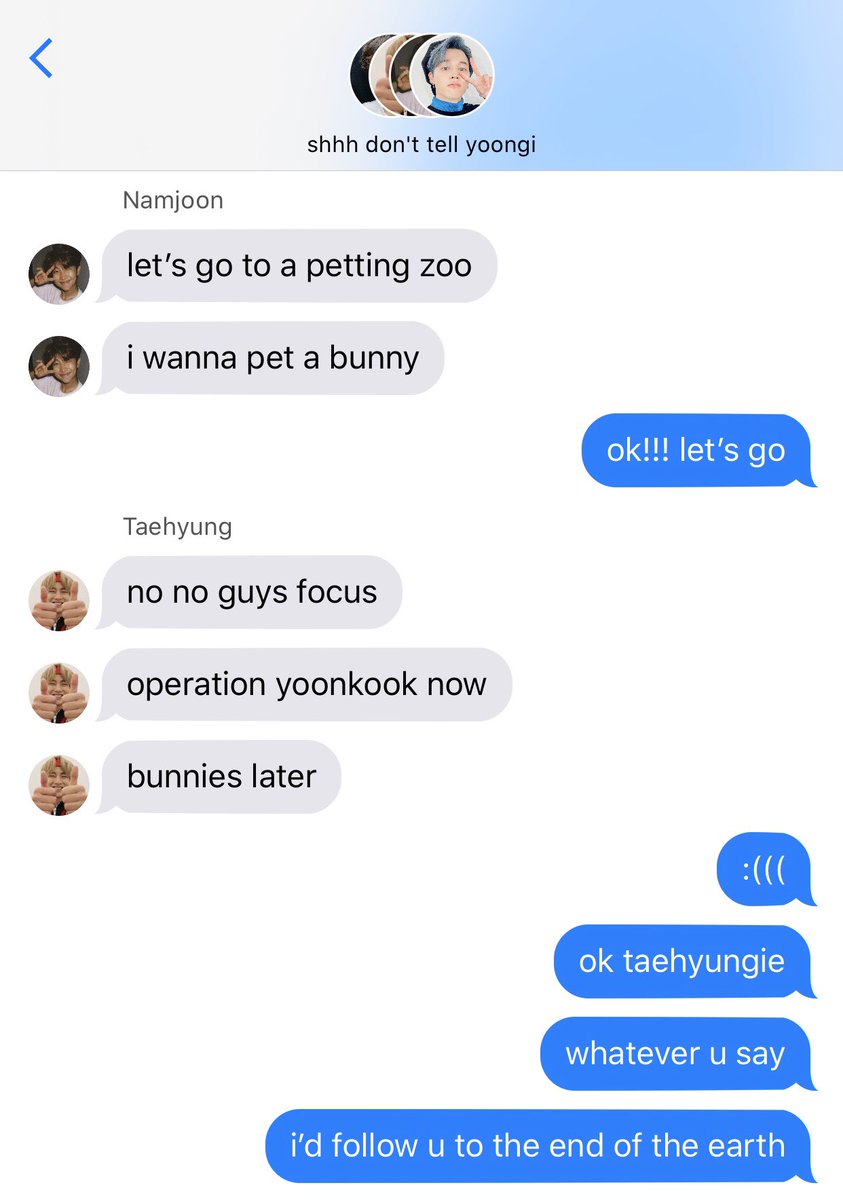 shhh don't tell yoongi
Namjoon
let’s go to a petting zoo
i wanna pet a bunny
ok!!! let’s go
Taehyung
no no guys focus
operation yoonkook now
bunnies later
:(((
ok taehyungie
whatever u say
i’d follow u to the end of the earth